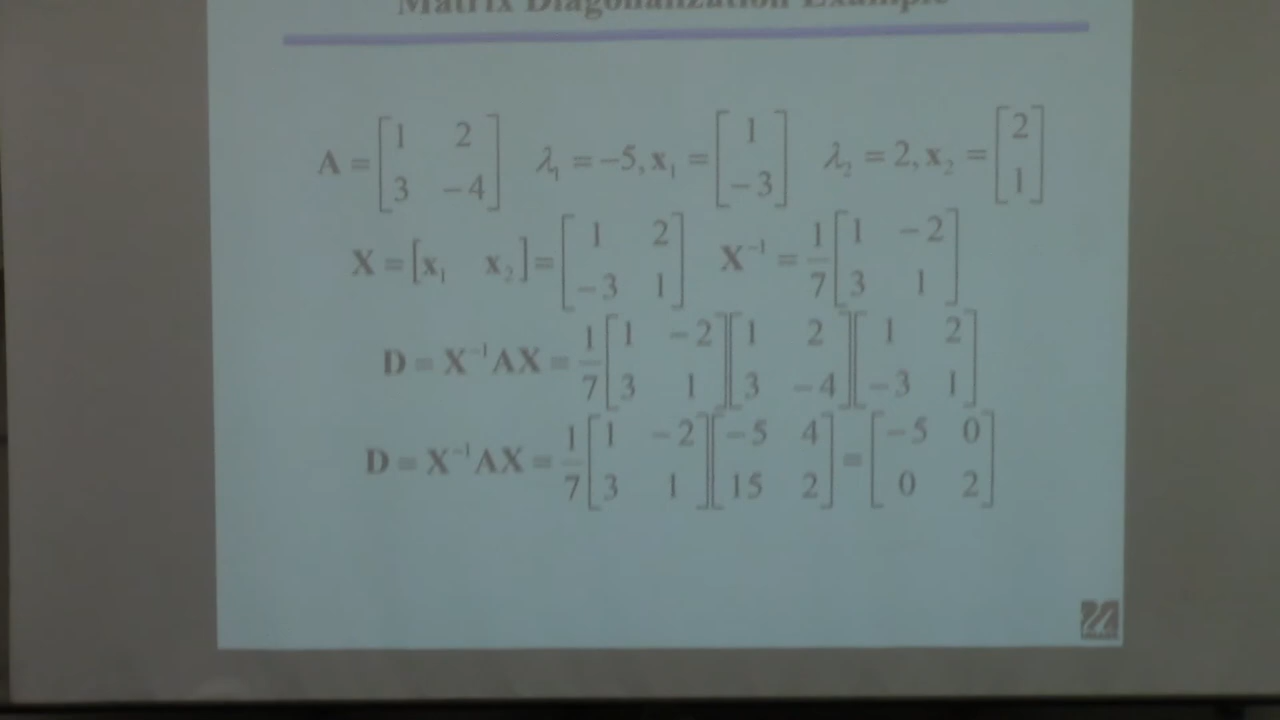 Matrix Diagonalization Example
A = [1 2; 3 −4] λ₁ = −5, x₁ = [1; −3] λ₂ = 2, x₂ = [2; 1]
X = [x₁ x₂] = [1 2; −3 1] X⁻¹ = 1/7 [1 −2; 3 1]
D = X⁻¹AX = 1/7 [1 −2; 3 1][1 2; 3 −4][1 2; −3 1]
D = X⁻¹AX = 1/7 [1 −2; 3 1][−5 4; 15 2] = [−5 0; 0 2]